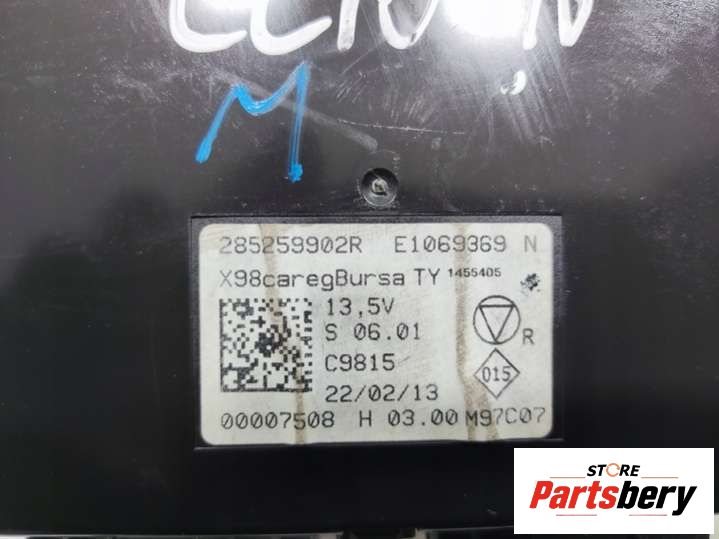 M
285259902R E1069369 N
X98caregBursa TY 1455405
13,5V
S 06.01
R
C9815
015
22/02/13
00007508 H 03.00 M97C07
STORE
Partsbery